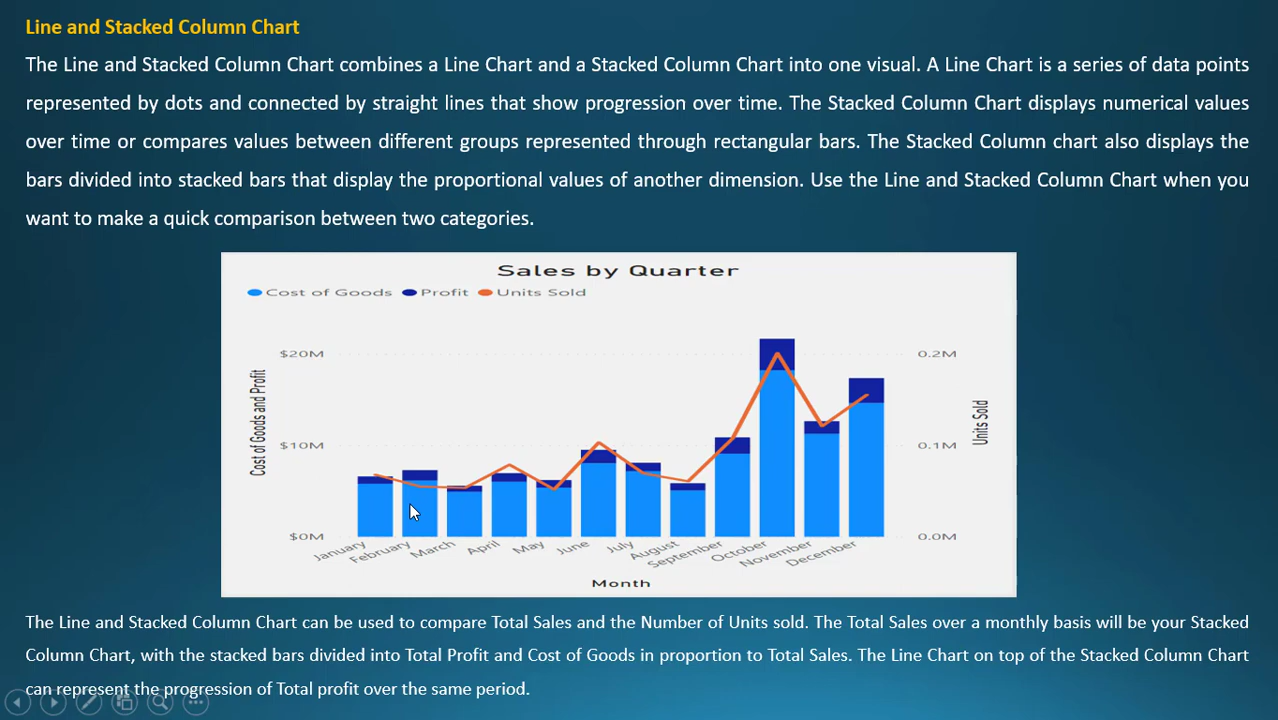 Line and Stacked Column Chart
The Line and Stacked Column Chart combines a Line Chart and a Stacked Column Chart into one visual. A Line Chart is a series of data points
represented by dots and connected by straight lines that show progression over time. The Stacked Column Chart displays numerical values
over time or compares values between different groups represented through rectangular bars. The Stacked Column chart also displays the
bars divided into stacked bars that display the proportional values of another dimension. Use the Line and Stacked Column Chart when you
want to make a quick comparison between two categories.
Sales by Quarter
Cost of Goods Profit Units Sold
Cost of Goods and Profit
$20M
$10M
$0M
0.2M
0.1M
0.0M
Units Sold
January February March April May June July August September October November December
Month
The Line and Stacked Column Chart can be used to compare Total Sales and the Number of Units sold. The Total Sales over a monthly basis will be your Stacked
Column Chart, with the stacked bars divided into Total Profit and Cost of Goods in proportion to Total Sales. The Line Chart on top of the Stacked Column Chart
can represent the progression of Total profit over the same period.